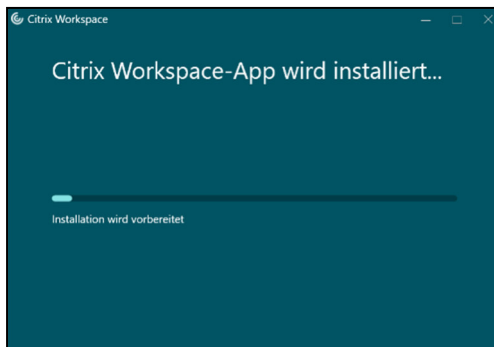 Citrix Workspace
Citrix Workspace-App wird installiert...
Installation wird vorbereitet